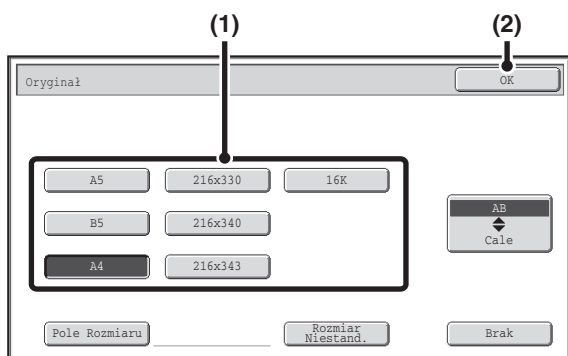 (1) (2)
Oryginał OK
A5 216x330 16K
AB
B5 216x340
Cale
A4 216x343
Pole Rozmiaru Rozmiar Niestand. Brak